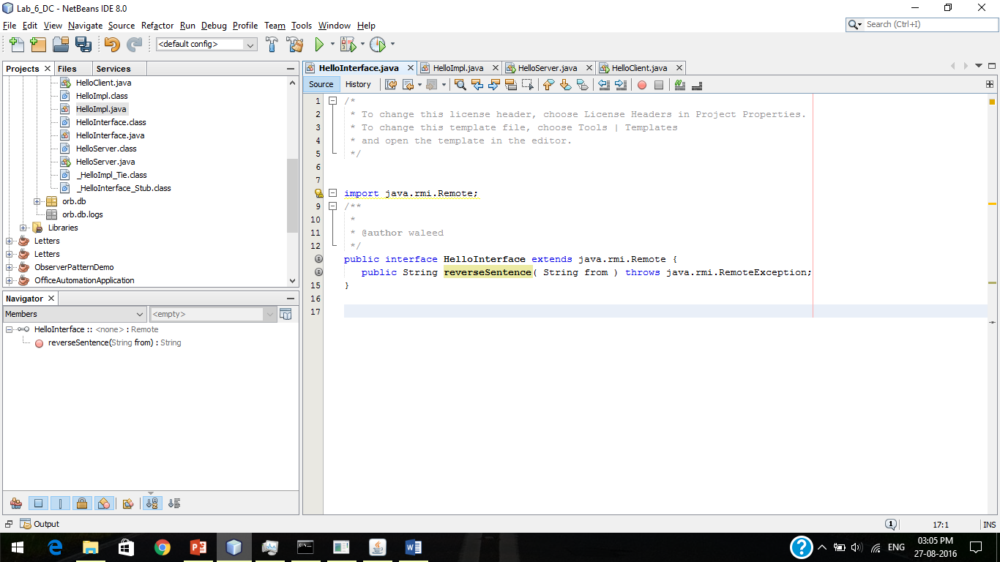 Lab_6_DC - NetBeans IDE 8.0
File Edit View Navigate Source Refactor Run Debug Profile Team Tools Window Help
Search (Ctrl+I)
<default config>
Projects Files Services
HelloClient.java
HelloImpl.class
HelloImpl.java
HelloInterface.class
HelloInterface.java
HelloServer.class
HelloServer.java
_HelloImpl_Tie.class
_HelloInterface_Stub.class
orb.db
orb.db.logs
Libraries
Letters
Letters
ObserverPatternDemo
OfficeAutomationApplication
Navigator
Members
<empty>
HelloInterface :: <none> : Remote
reverseSentence(String from) : String
HelloInterface.java HelloImpl.java HelloServer.java HelloClient.java
Source History
1 /*
2 * To change this license header, choose License Headers in Project Properties.
3 * To change this template file, choose Tools | Templates
4 * and open the template in the editor.
5 */
6
7
import java.rmi.Remote;
9 /**
10 *
11 * @author waleed
12 */
public interface HelloInterface extends java.rmi.Remote {
public String reverseSentence( String from ) throws java.rmi.RemoteException;
15 }
16
17
Output
1
17:1
INS
ENG
03:05 PM
27-08-2016